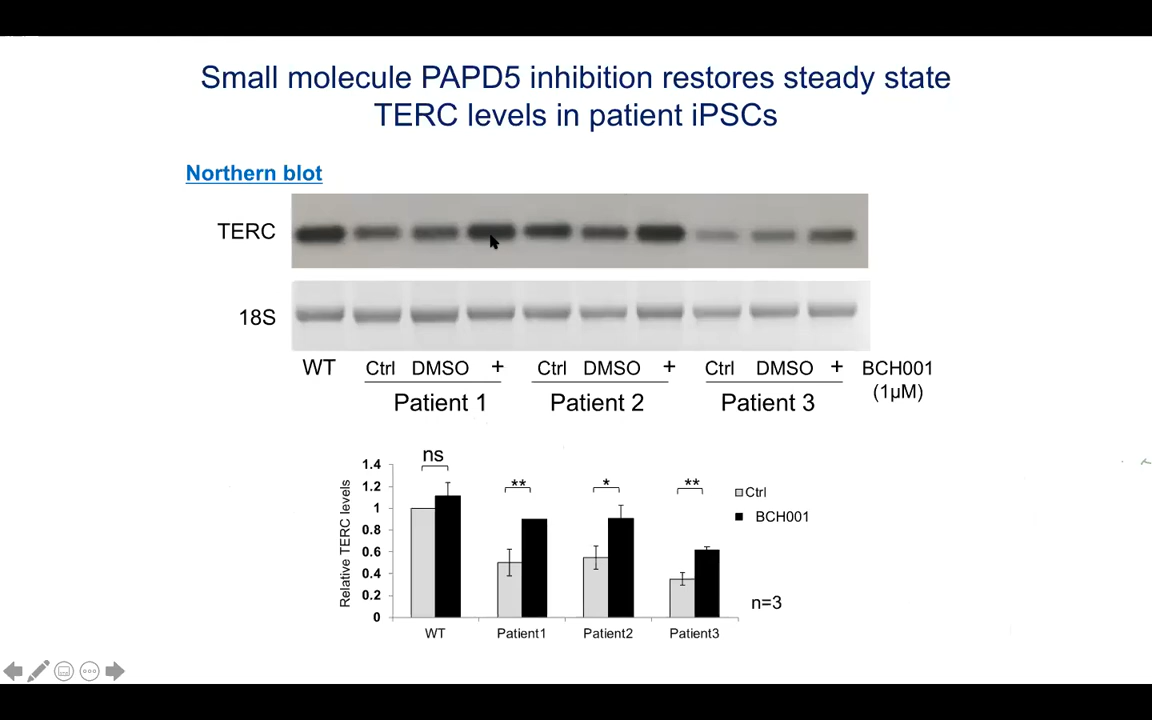 Small molecule PAPD5 inhibition restores steady state
TERC levels in patient iPSCs
Northern blot
TERC
18S
WT Ctrl DMSO + Ctrl DMSO + Ctrl DMSO + BCH001
(1µM)
Patient 1 Patient 2 Patient 3
ns
** * **
Relative TERC levels
1.4
1.2
1
0.8
0.6
0.4
0.2
0
WT Patient1 Patient2 Patient3
Ctrl
BCH001
n=3